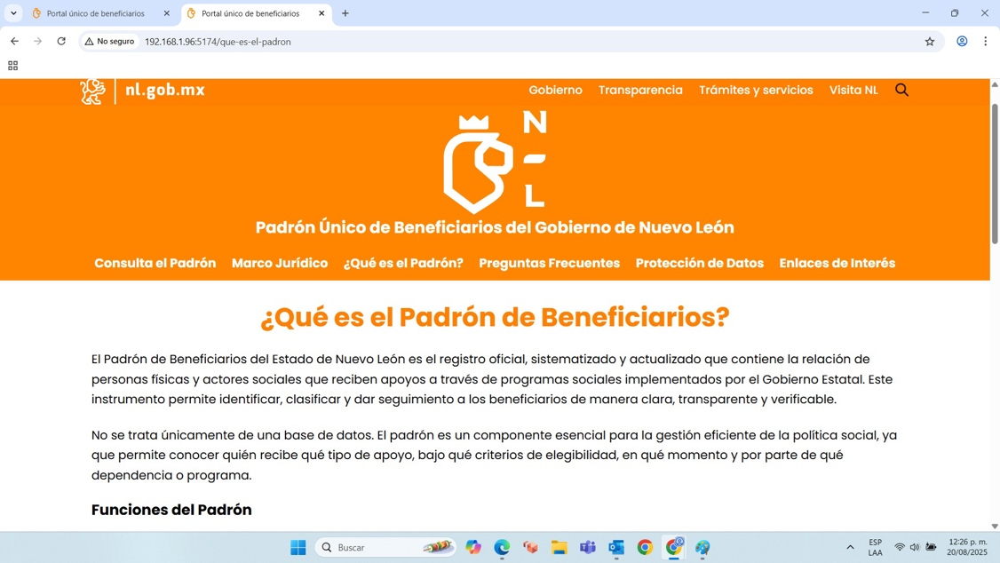 Portal único de beneficiarios
Portal único de beneficiarios
No seguro
192.168.1.96:5174/que-es-el-padron
nl.gob.mx
Gobierno Transparencia Trámites y servicios Visita NL
N
L
Padrón Único de Beneficiarios del Gobierno de Nuevo León
Consulta el Padrón Marco Jurídico ¿Qué es el Padrón? Preguntas Frecuentes Protección de Datos Enlaces de Interés
¿Qué es el Padrón de Beneficiarios?
El Padrón de Beneficiarios del Estado de Nuevo León es el registro oficial, sistematizado y actualizado que contiene la relación de
personas físicas y actores sociales que reciben apoyos a través de programas sociales implementados por el Gobierno Estatal. Este
instrumento permite identificar, clasificar y dar seguimiento a los beneficiarios de manera clara, transparente y verificable.
No se trata únicamente de una base de datos. El padrón es un componente esencial para la gestión eficiente de la política social, ya
que permite conocer quién recibe qué tipo de apoyo, bajo qué criterios de elegibilidad, en qué momento y por parte de qué
dependencia o programa.
Funciones del Padrón
Buscar
ESP
LAA
12:26 p. m.
20/08/2025